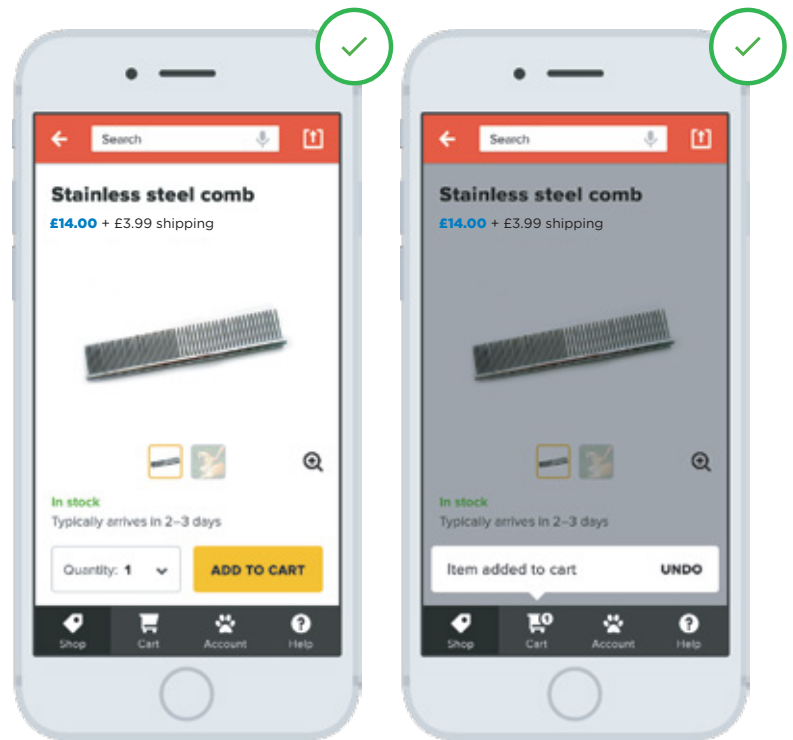 Search
Stainless steel comb
£14.00 + £3.99 shipping
In stock
Typically arrives in 2–3 days
Quantity: 1
ADD TO CART
Shop
Cart
Account
Help
Search
Stainless steel comb
£14.00 + £3.99 shipping
In stock
Typically arrives in 2–3 days
Item added to cart
UNDO
Shop
Cart
Account
Help